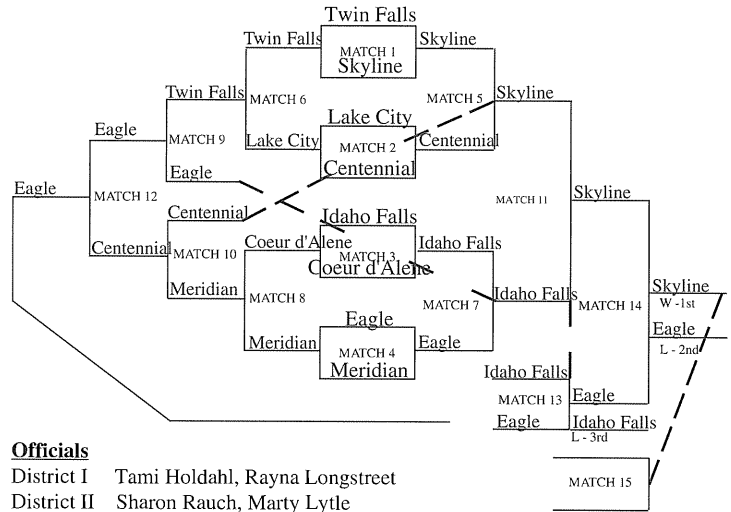 Twin Falls
Twin Falls MATCH 1 Skyline
Skyline
Twin Falls MATCH 6 MATCH 5 Skyline
Lake City
Eagle MATCH 9 Lake City MATCH 2 Centennial
Centennial
Eagle
Eagle MATCH 12 MATCH 11 Skyline
Centennial Idaho Falls
Centennial MATCH 10 Coeur d'Alene MATCH 3 Idaho Falls
Coeur d'Alene
Meridian MATCH 8 MATCH 7 Idaho Falls MATCH 14 Skyline
W -1st
Eagle
Meridian MATCH 4 Eagle Eagle
L - 2nd
Meridian Idaho Falls
MATCH 13 Eagle
Eagle Idaho Falls
L - 3rd
Officials
District I Tami Holdahl, Rayna Longstreet
MATCH 15
District II Sharon Rauch, Marty Lytle